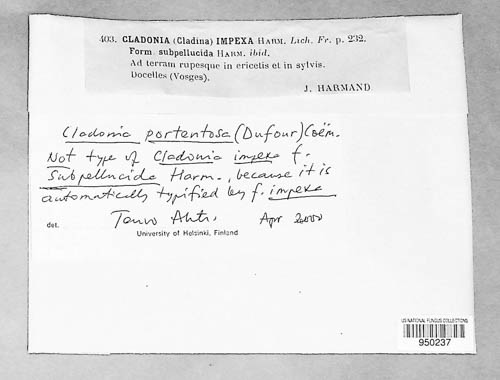 403. CLADONIA (Cladina) IMPEXA HARM. Lich. Fr. p. 232.
Form. subpellucida HARM. ibid.
Ad terram rupesque in ericetis et in sylvis.
Docelles (Vosges).
J. HARMAND
Cladonia portentosa (Dufour) Coëm.
Not type of Cladonia impexa f.
subpellucida Harm., because it is
automatically typified by f. impexa
det. Teuvo Ahti, Apr 2000
University of Helsinki, Finland
US NATIONAL FUNGUS COLLECTIONS
950237